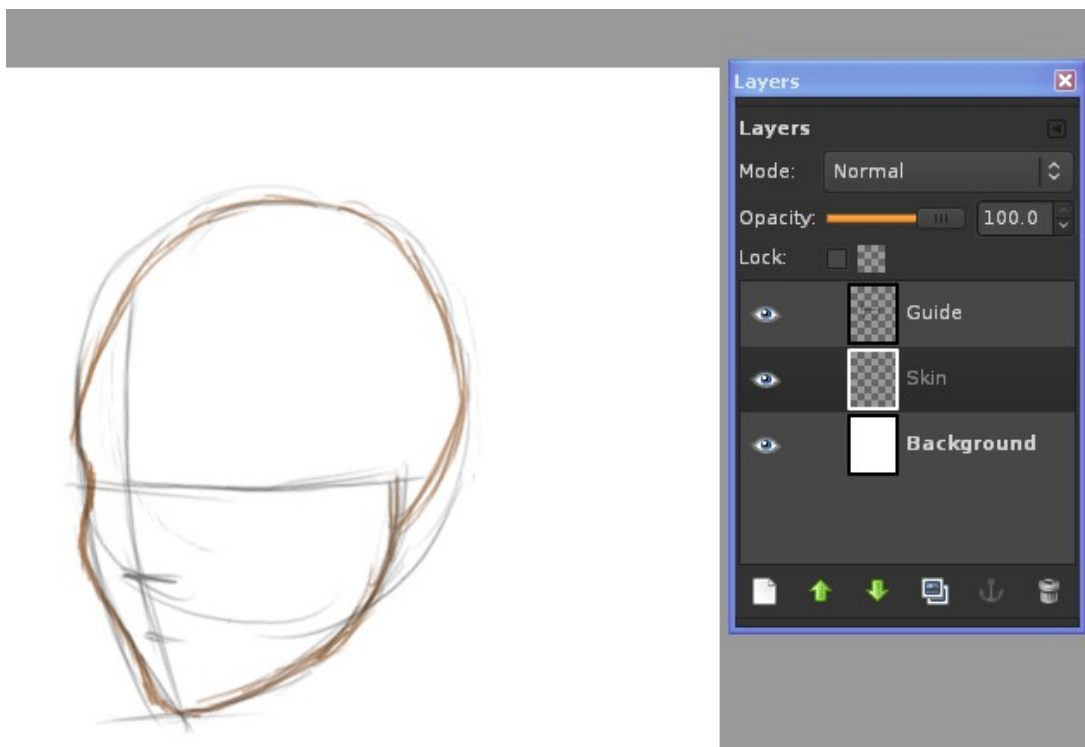 Layers
Layers
Mode: Normal
Opacity: 100.0
Lock:
Guide
Skin
Background